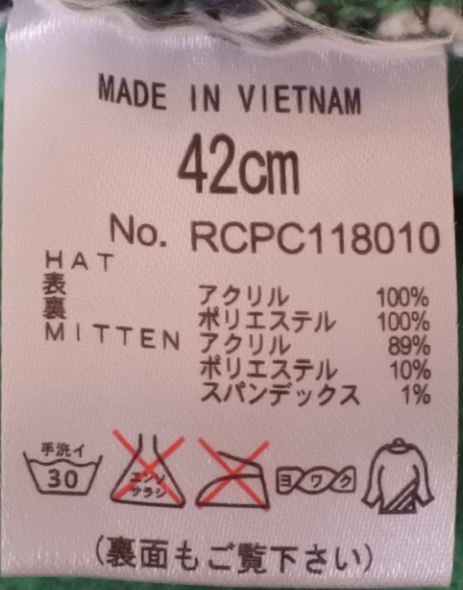 MADE IN VIETNAM
42cm
No. RCPC118010
HAT
表 アクリル 100%
裏 ポリエステル 100%
MITTEN アクリル 89%
ポリエステル 10%
スパンデックス 1%
手洗イ
30
エンソ
サラシ
ヨワク
(裏面もご覧下さい)